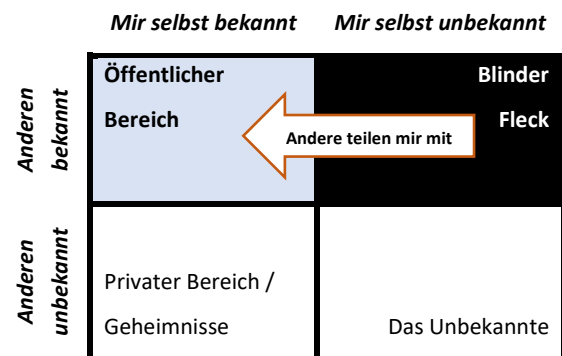 Mir selbst bekannt
Mir selbst unbekannt
Anderen
bekannt
Öffentlicher
Bereich
Blinder
Fleck
Andere teilen mir mit
Anderen
unbekannt
Privater Bereich /
Geheimnisse
Das Unbekannte